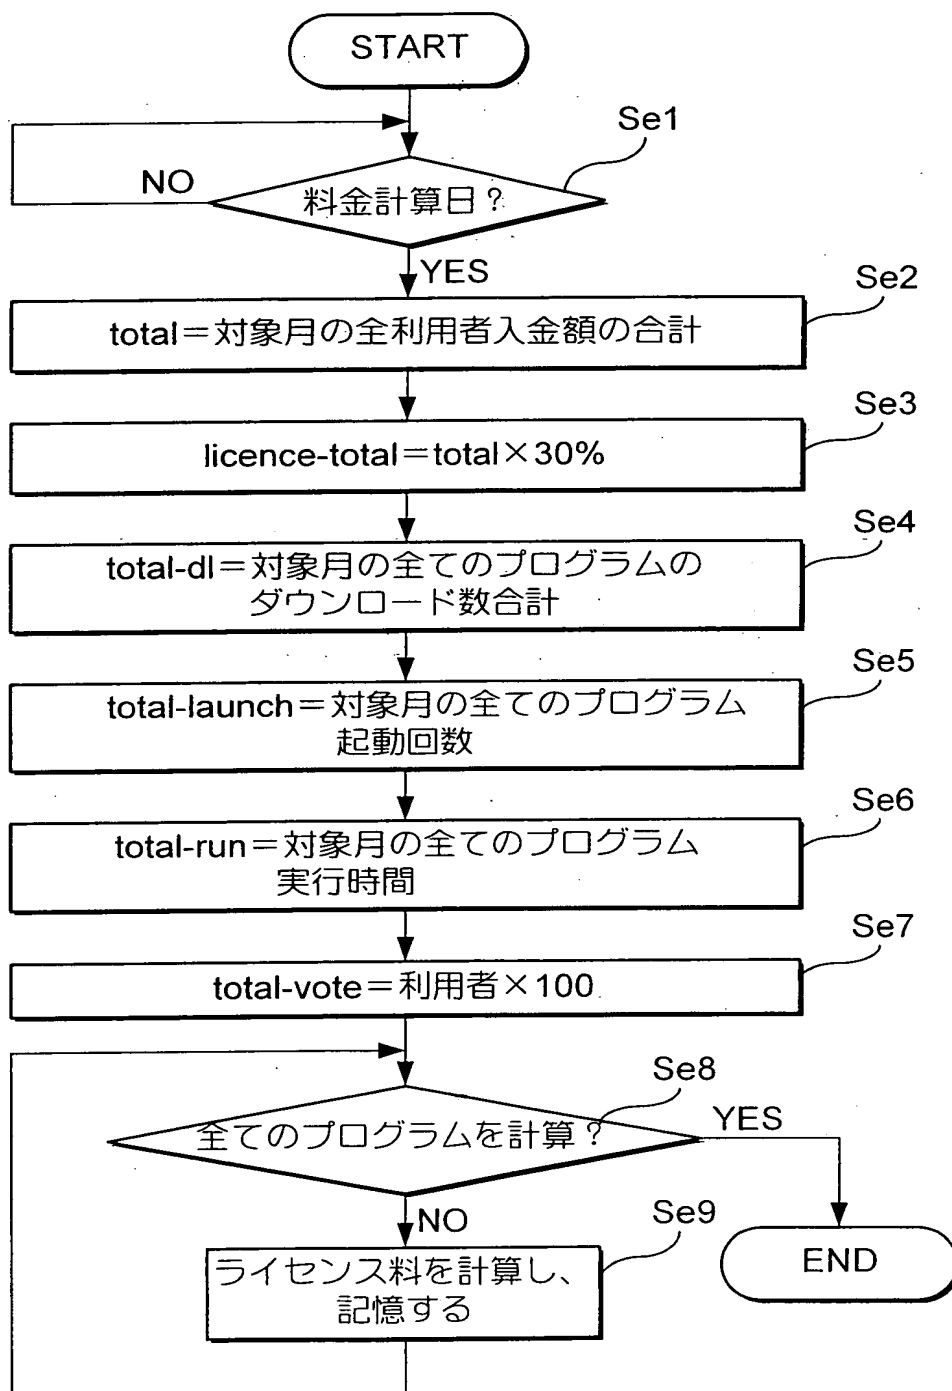 START
Se1
NO
料金計算日?
YES
Se2
total=対象月の全利用者入金額の合計
Se3
licence-total=total×30%
Se4
total-dl=対象月の全てのプログラムの
ダウンロード数合計
Se5
total-launch=対象月の全てのプログラム
起動回数
Se6
total-run=対象月の全てのプログラム
実行時間
Se7
total-vote=利用者×100
Se8
全てのプログラムを計算?
YES
NO
Se9
ライセンス料を計算し、
記憶する
END